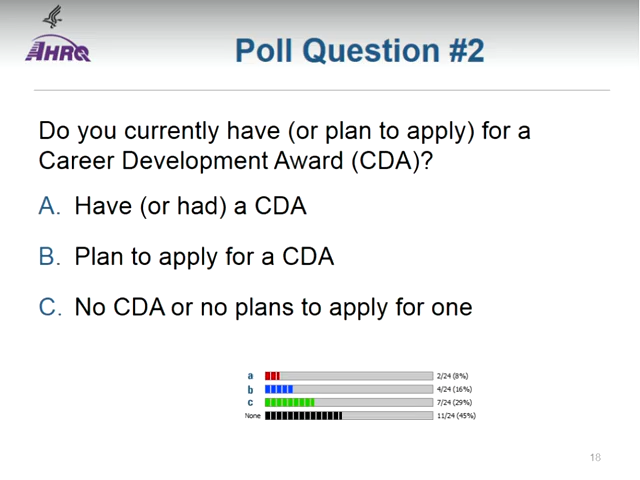 AHRQ
Poll Question #2
Do you currently have (or plan to apply) for a
Career Development Award (CDA)?
A. Have (or had) a CDA
B. Plan to apply for a CDA
C. No CDA or no plans to apply for one
a 2/24 (8%)
b 4/24 (16%)
c 7/24 (29%)
None 11/24 (45%)
18